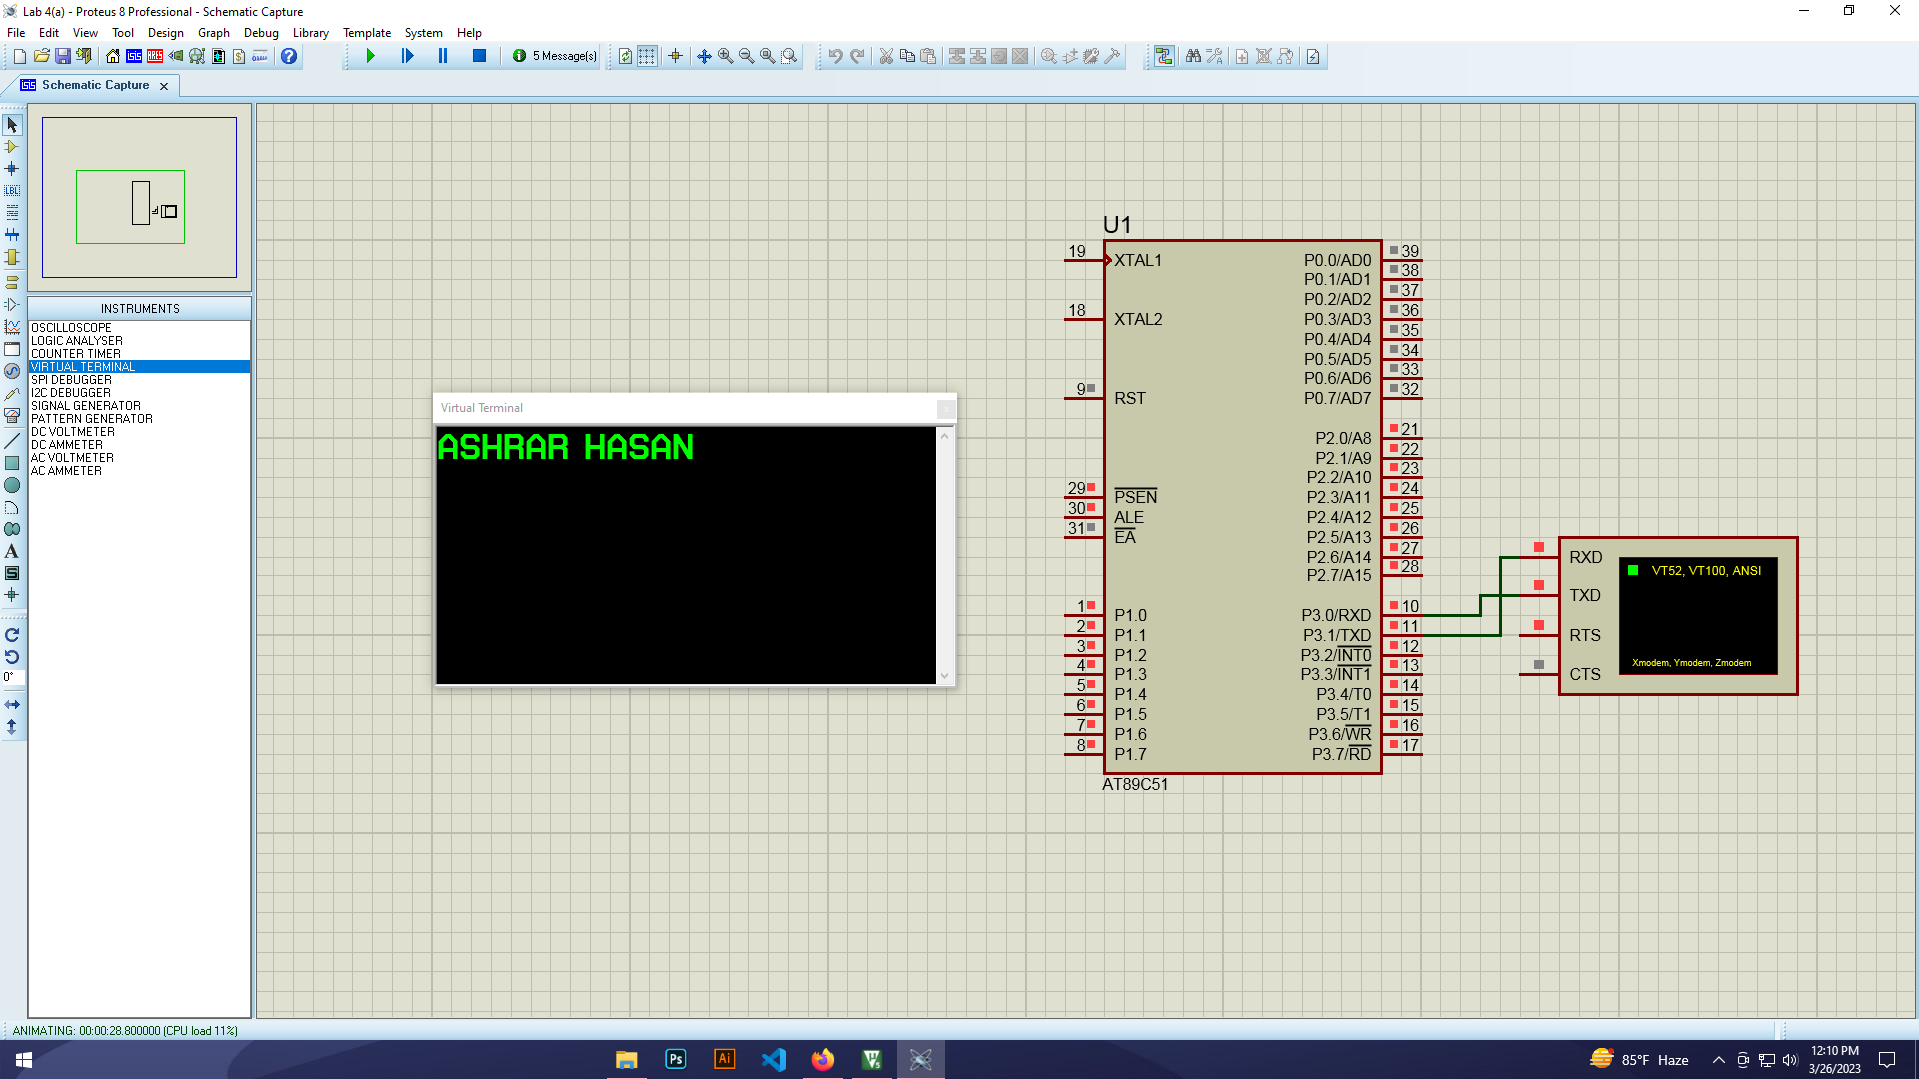 Lab 4(a) - Proteus 8 Professional - Schematic Capture
File Edit View Tool Design Graph Debug Library Template System Help
5 Message(s)
Schematic Capture
INSTRUMENTS
OSCILLOSCOPE
LOGIC ANALYSER
COUNTER TIMER
VIRTUAL TERMINAL
SPI DEBUGGER
I2C DEBUGGER
SIGNAL GENERATOR
PATTERN GENERATOR
DC VOLTMETER
DC AMMETER
AC VOLTMETER
AC AMMETER
LBL
A
S
0°
Virtual Terminal
ASHRAR HASAN
U1
19 XTAL1
18 XTAL2
9 RST
29 PSEN
30 ALE
31 EA
1 P1.0
2 P1.1
3 P1.2
4 P1.3
5 P1.4
6 P1.5
7 P1.6
8 P1.7
P0.0/AD0 39
P0.1/AD1 38
P0.2/AD2 37
P0.3/AD3 36
P0.4/AD4 35
P0.5/AD5 34
P0.6/AD6 33
P0.7/AD7 32
P2.0/A8 21
P2.1/A9 22
P2.2/A10 23
P2.3/A11 24
P2.4/A12 25
P2.5/A13 26
P2.6/A14 27
P2.7/A15 28
P3.0/RXD 10
P3.1/TXD 11
P3.2/INT0 12
P3.3/INT1 13
P3.4/T0 14
P3.5/T1 15
P3.6/WR 16
P3.7/RD 17
AT89C51
RXD
TXD
RTS
CTS
VT52, VT100, ANSI
Xmodem, Ymodem, Zmodem
ANIMATING: 00:00:28.800000 (CPU load 11%)
Ps
Ai
85°F Haze
12:10 PM
3/26/2023